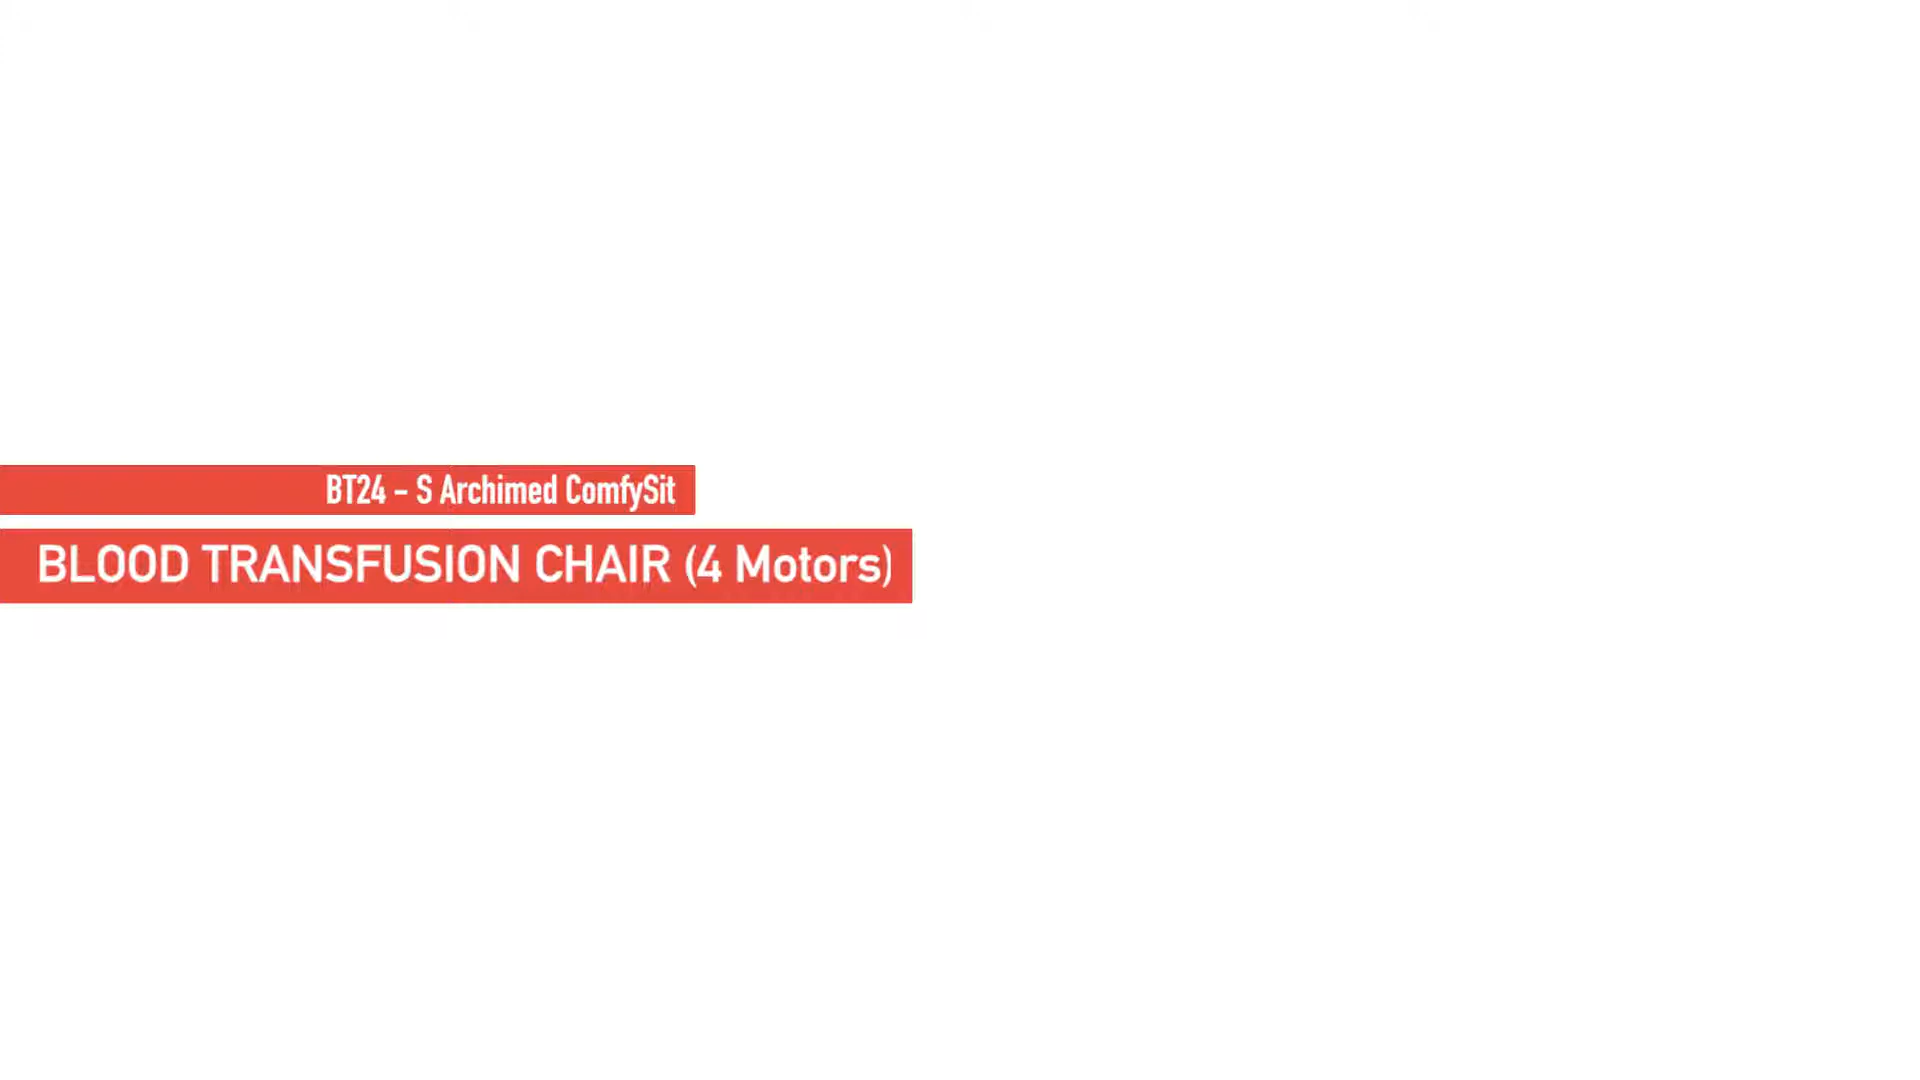 BT24 - S Archimed ComfySit
BLOOD TRANSFUSION CHAIR (4 Motors)